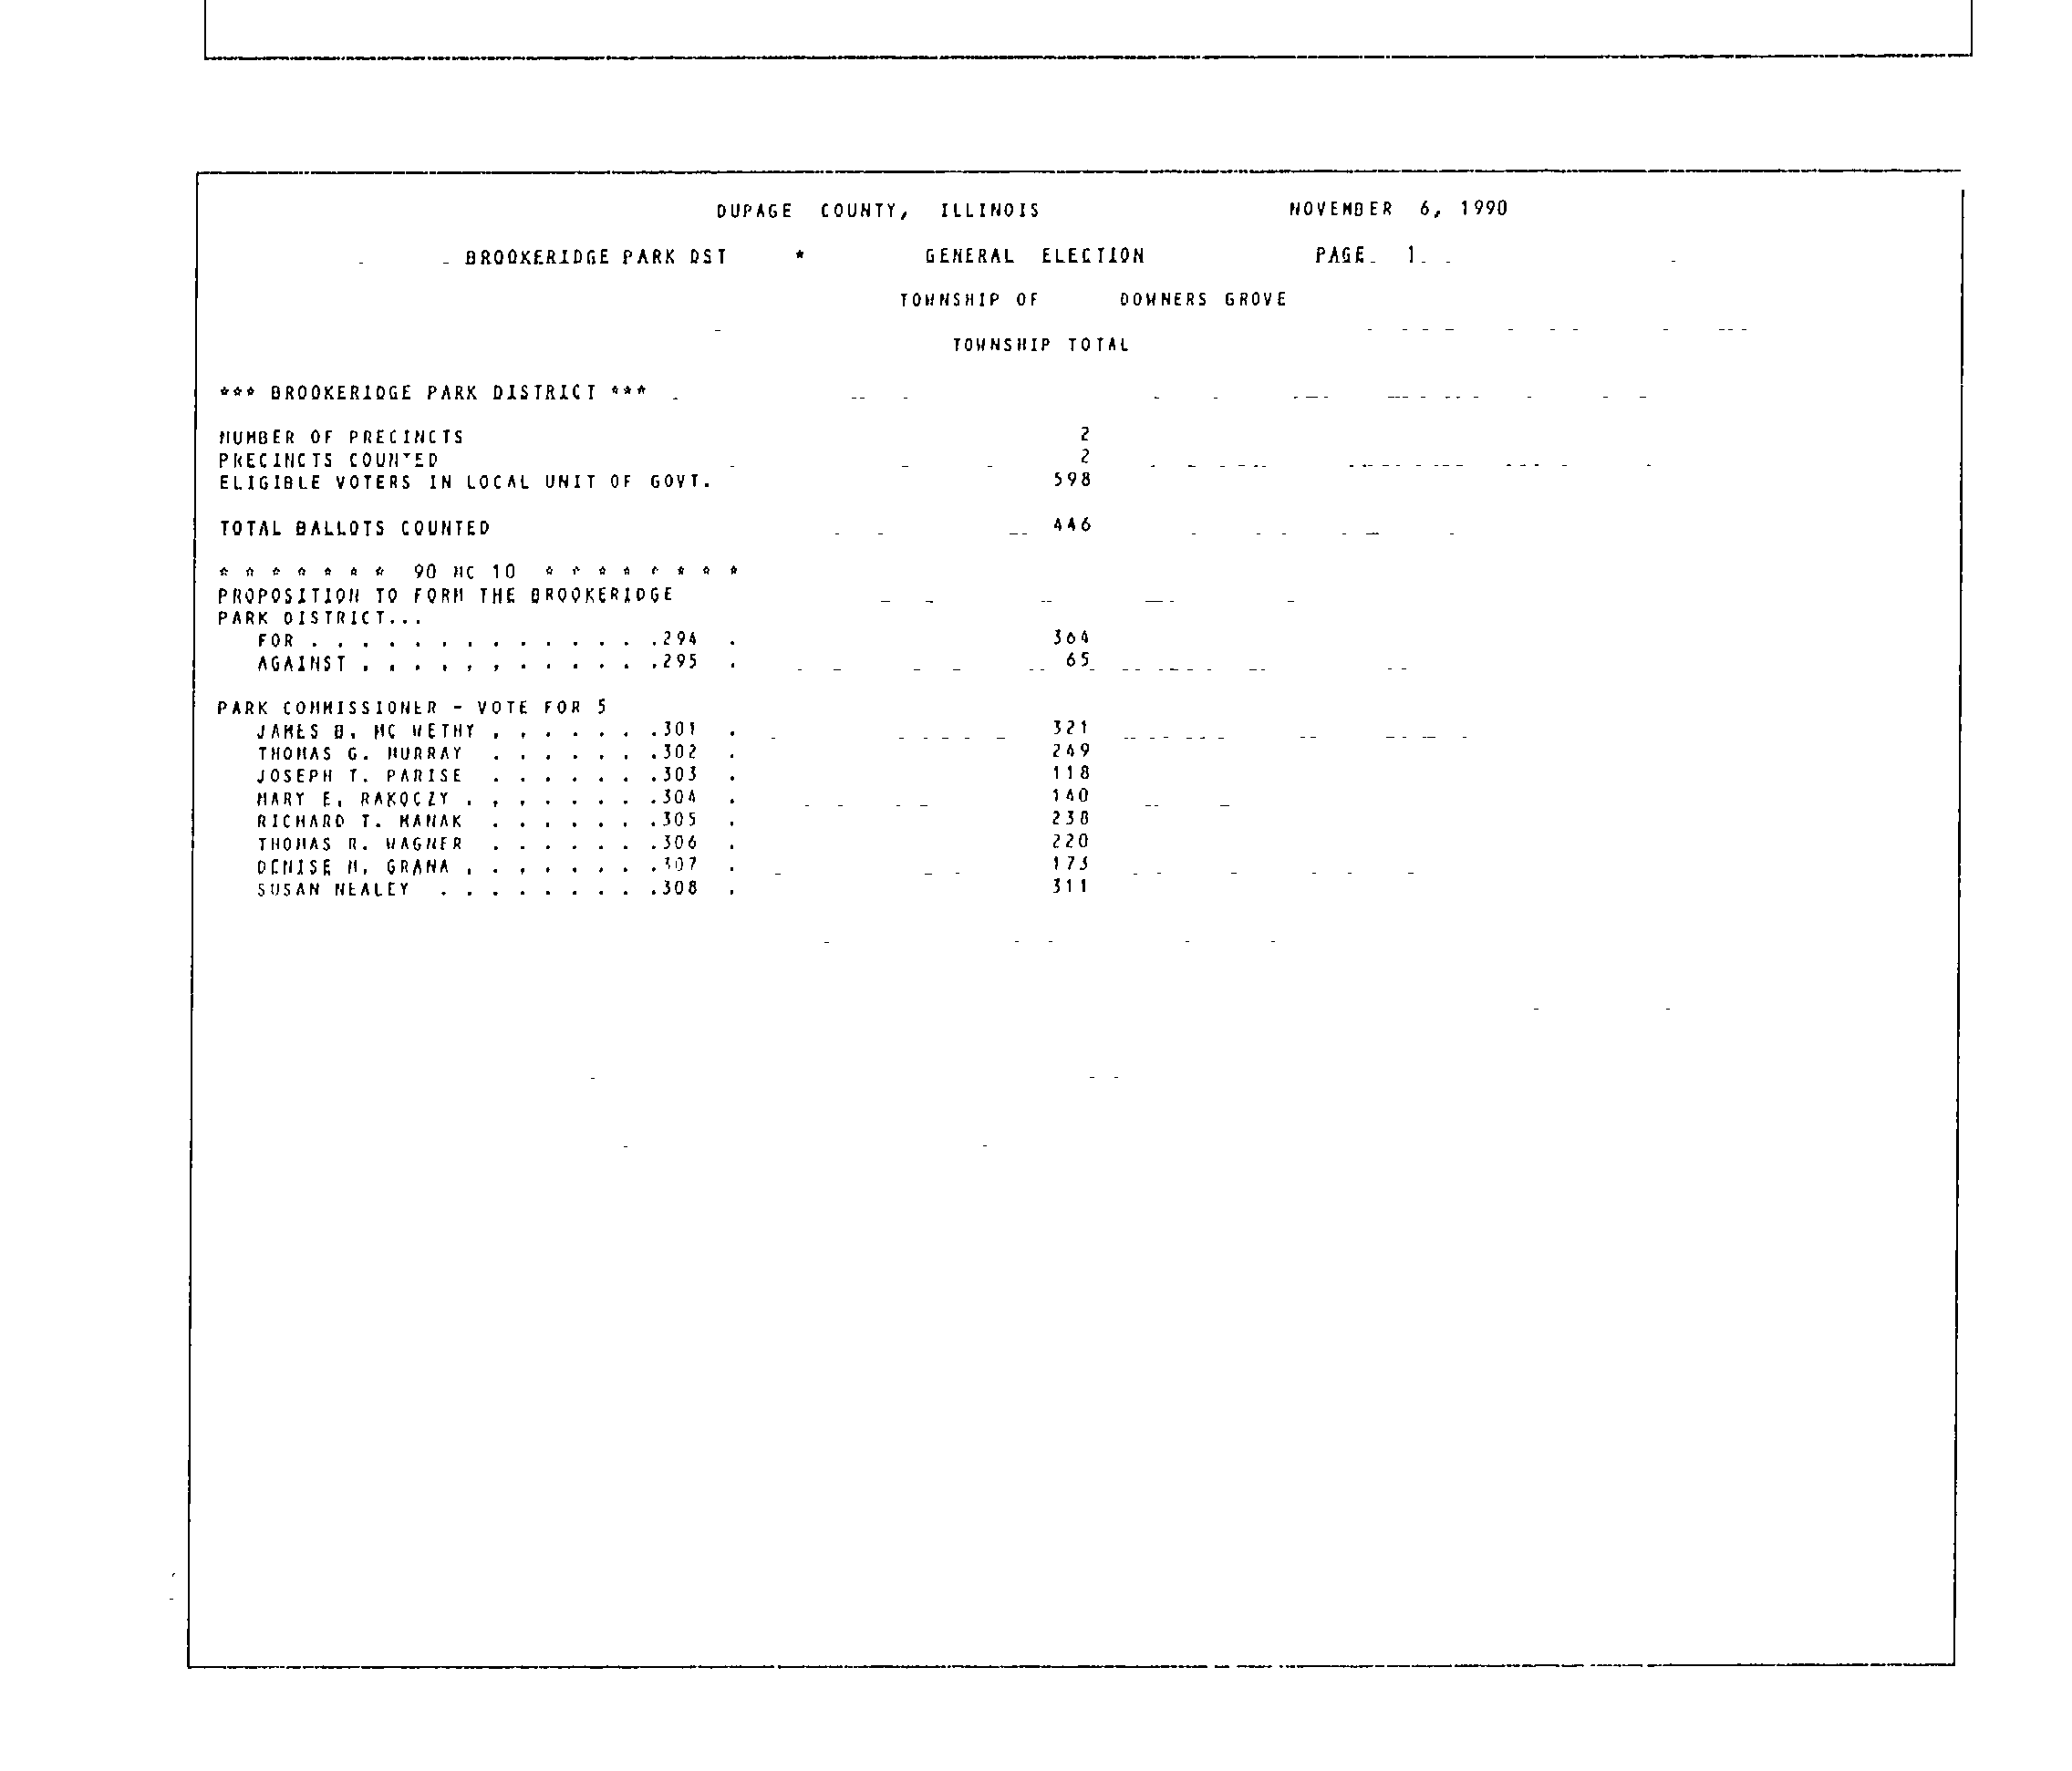 DUPAGE COUNTY, ILLINOIS NOVEMBER 6, 1990
BROOKERIDGE PARK DST * GENERAL ELECTION PAGE 1
TOWNSHIP OF DOWNERS GROVE
TOWNSHIP TOTAL
*** BROOKERIDGE PARK DISTRICT ***
NUMBER OF PRECINCTS 2
PRECINCTS COUNTED 2
ELIGIBLE VOTERS IN LOCAL UNIT OF GOVT. 598
TOTAL BALLOTS COUNTED 446
* * * * * * * 90 MC 10 * * * * * * * *
PROPOSITION TO FORM THE BROOKERIDGE
PARK DISTRICT...
FOR . . . . . . . . . . . . . .294 . 364
AGAINST . . . . . . . . . . . .295 . 65
PARK COMMISSIONER - VOTE FOR 5
JAMES B. MC WETHY . . . . . . .301 . 321
THOMAS G. MURRAY . . . . . . .302 . 249
JOSEPH T. PARISE . . . . . . .303 . 118
MARY E. RAKOCZY . . . . . . . .304 . 140
RICHARD T. MANAK . . . . . . .305 . 238
THOMAS R. WAGNER . . . . . . .306 . 220
DENISE M. GRANA . . . . . . . .307 . 173
SUSAN NEALEY . . . . . . . . .308 . 311